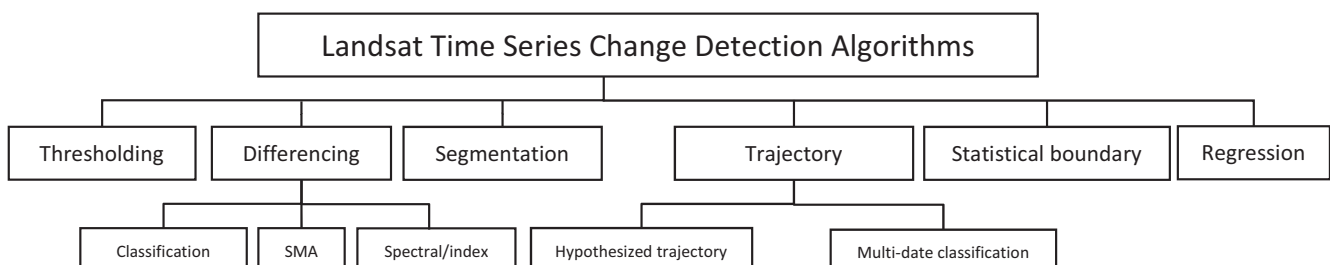 Landsat Time Series Change Detection Algorithms
Thresholding
Differencing
Segmentation
Trajectory
Statistical boundary
Regression
Classification
SMA
Spectral/index
Hypothesized trajectory
Multi-date classification